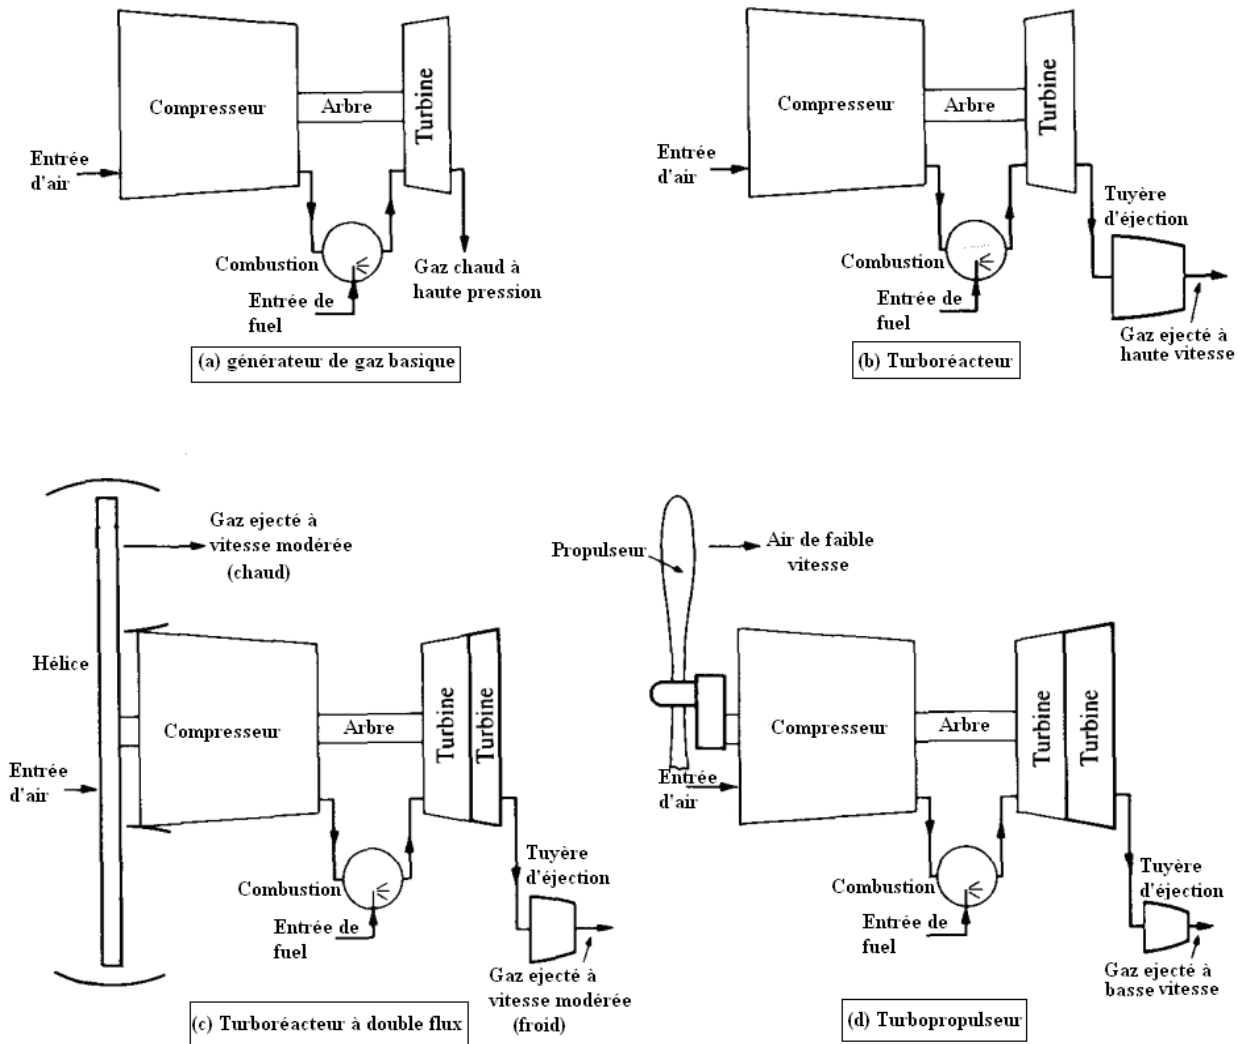 Compresseur
Arbre
Turbine
Entrée
d'air
Combustion
Entrée de
fuel
Gaz chaud à
haute pression
(a) générateur de gaz basique
Compresseur
Arbre
Turbine
Entrée
d'air
Tuyère
d'éjection
Combustion
Entrée de
fuel
Gaz ejecté à
haute vitesse
(b) Turboréacteur
Gaz ejecté à
vitesse modérée
(chaud)
Hélice
Compresseur
Arbre
Turbine
Turbine
Entrée
d'air
Tuyère
d'éjection
Combustion
Entrée de
fuel
Gaz ejecté à
vitesse modérée
(froid)
(c) Turboréacteur à double flux
Propulseur
Air de faible
vitesse
Compresseur
Arbre
Turbine
Turbine
Entrée
d'air
Tuyère
d'éjection
Combustion
Entrée de
fuel
Gaz ejecté à
basse vitesse
(d) Turbopropulseur